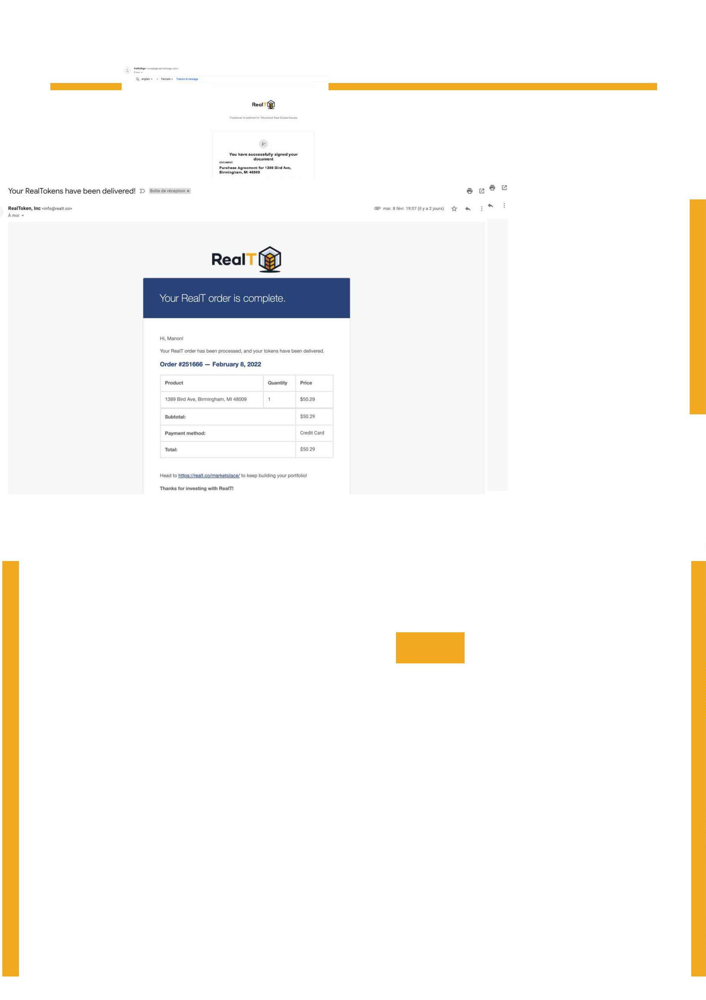 HelloSign <noreply@mail.hellosign.com>
À moi
anglais français Traduire le message
RealT
Fractional Investment in Tokenized Real Estate Assets
You have successfully signed your
document
DOCUMENT
Purchase Agreement for 1389 Bird Ave,
Birmingham, MI 48009
Your RealTokens have been delivered! Boîte de réception x
RealToken, Inc <info@realt.co> mar. 8 févr. 19:07 (il y a 2 jours)
À moi
RealT
Your RealT order is complete.
Hi, Manon!
Your RealT order has been processed, and your tokens have been delivered.
Order #251666 — February 8, 2022
Product Quantity Price
1389 Bird Ave, Birmingham, MI 48009 1 $50.29
Subtotal: $50.29
Payment method: Credit Card
Total: $50.29
Head to https://realt.co/marketplace/ to keep building your portfolio!
Thanks for investing with RealT!